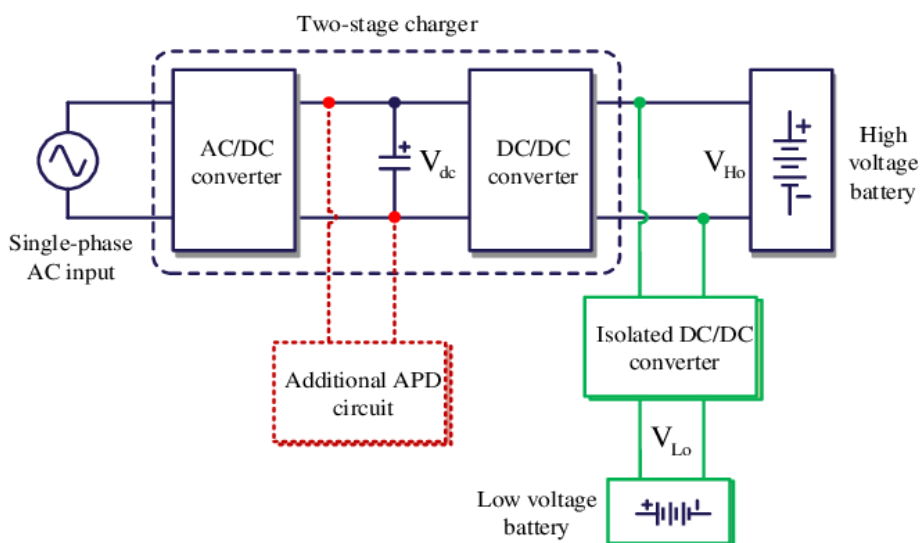 Two-stage charger
AC/DC
converter
V dc
DC/DC
converter
V Ho
High
voltage
battery
Single-phase
AC input
Additional APD
circuit
Isolated DC/DC
converter
V Lo
Low voltage
battery